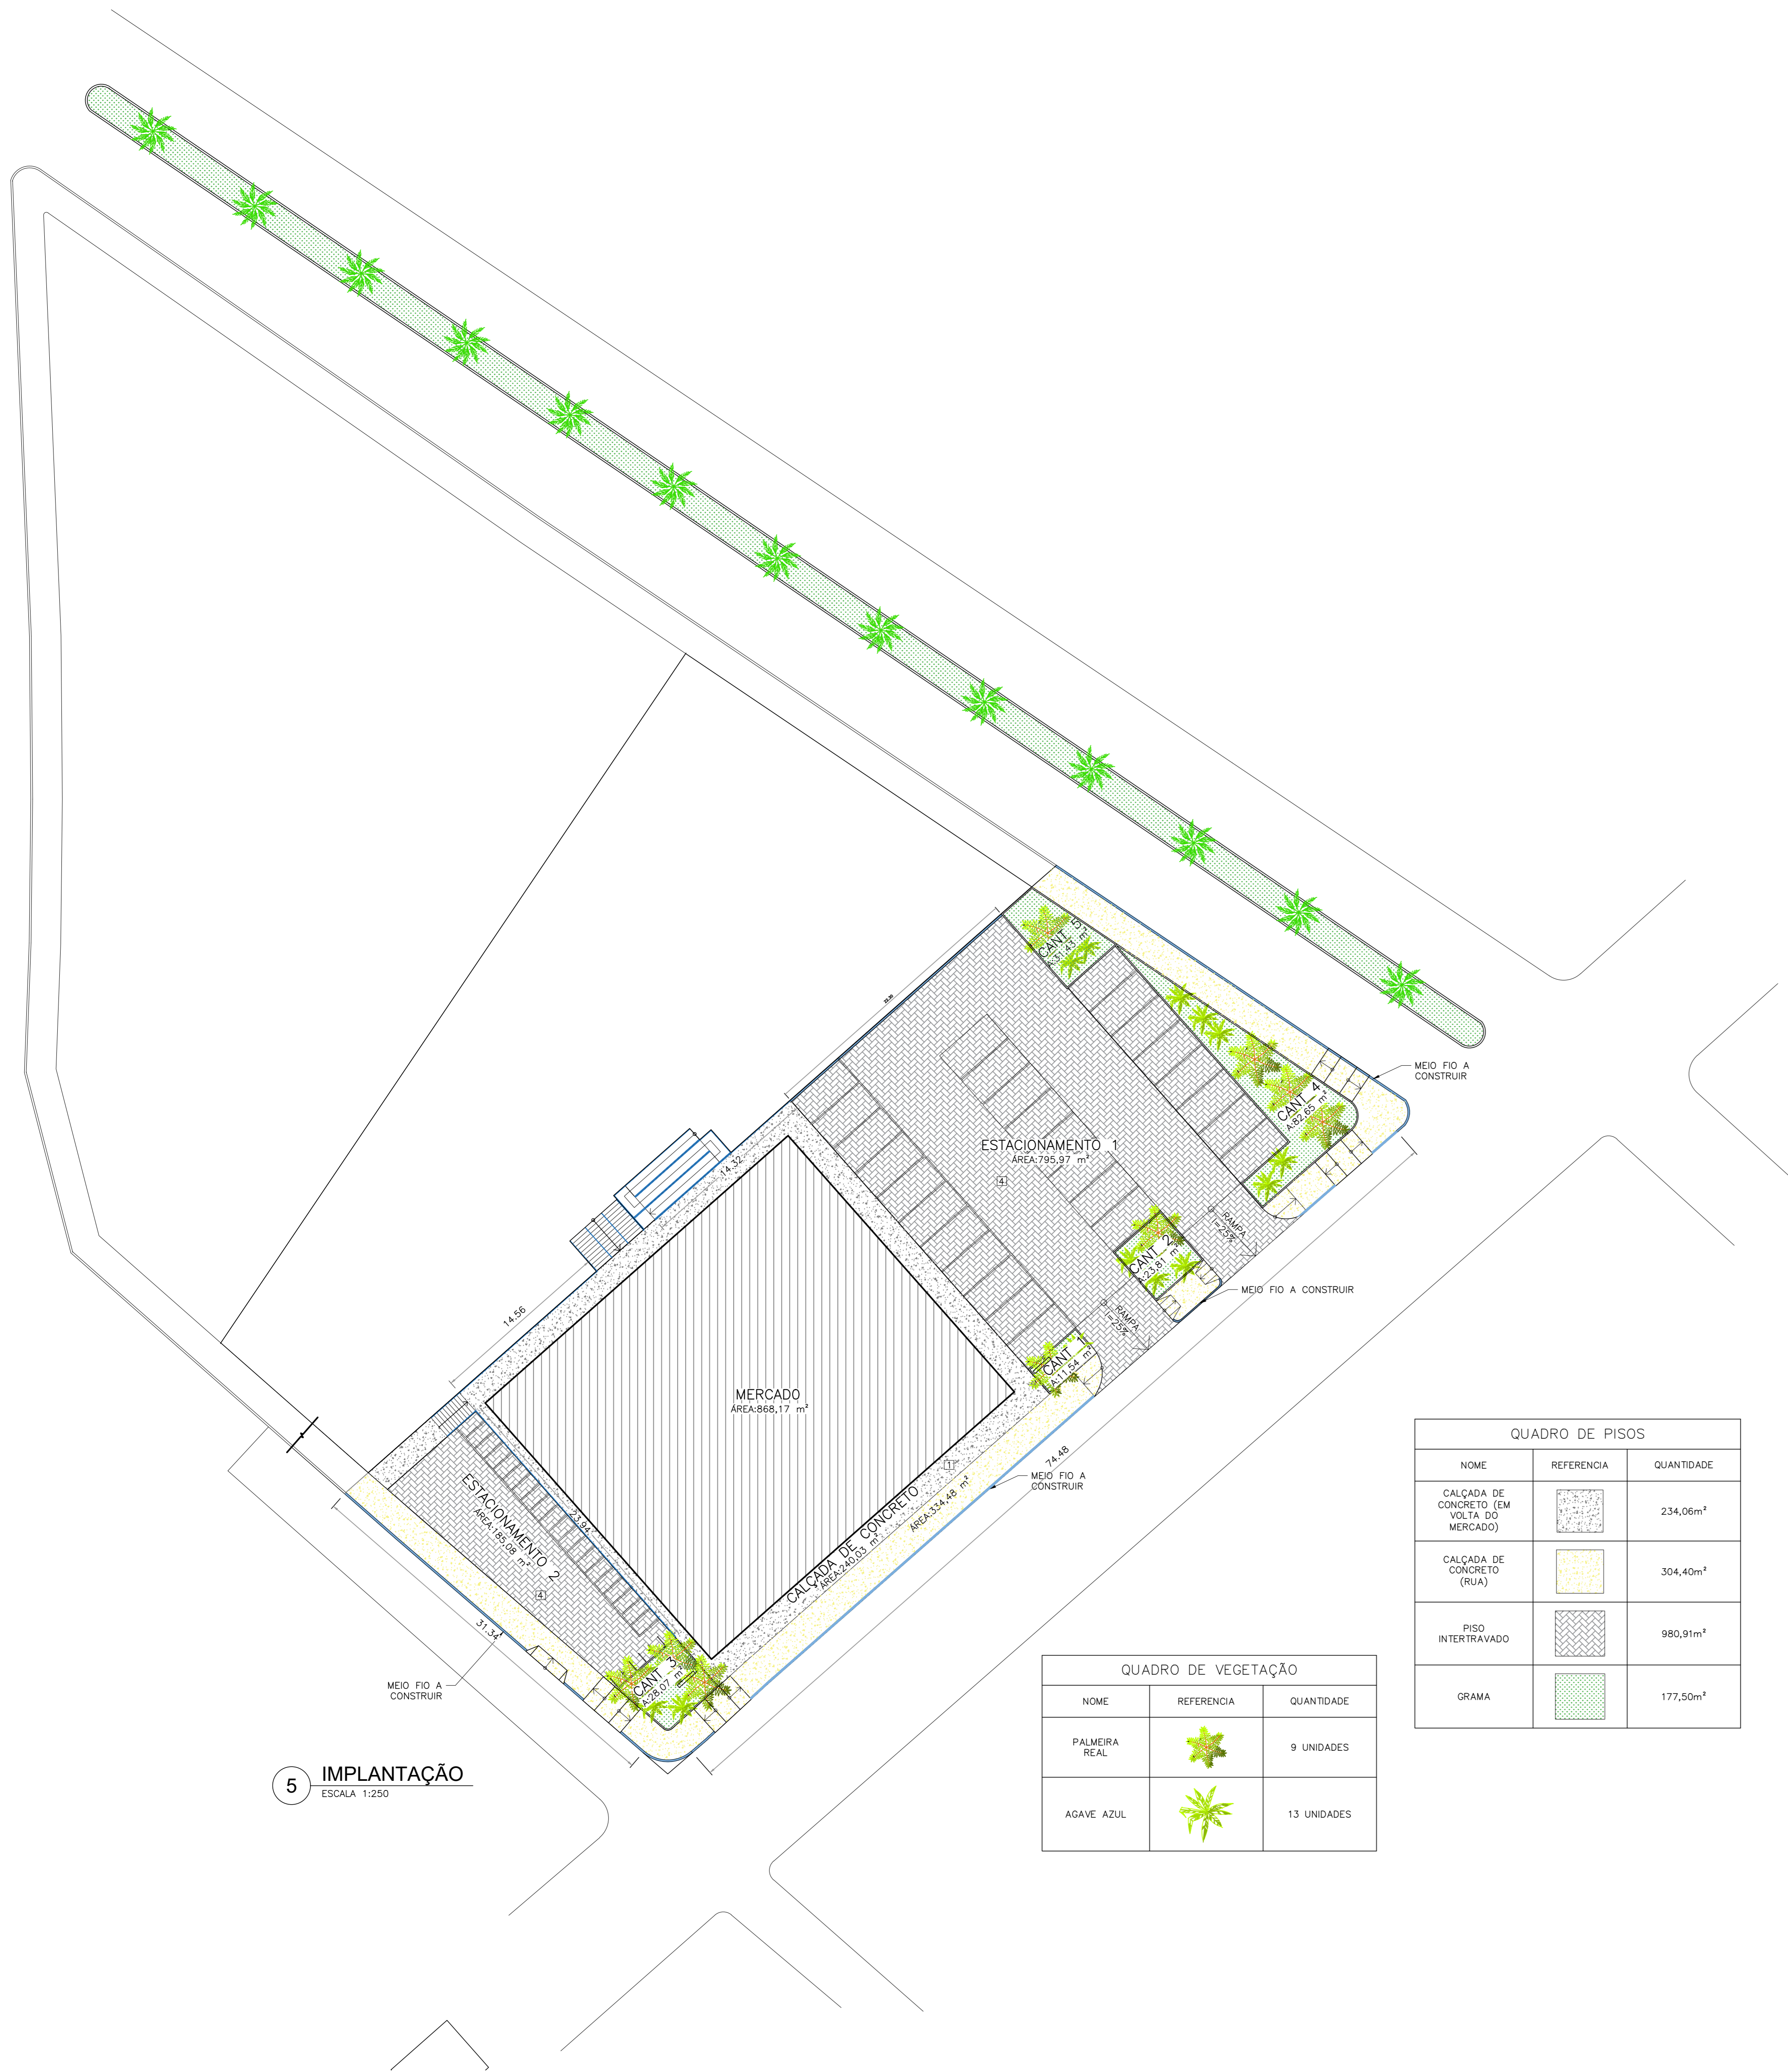 CANT 5
A:31,43 m²
MEIO FIO A
CONSTRUIR
CANT 4
A:82,65 m²
ESTACIONAMENTO 1
ÁREA:795,97 m²
4
14.32
RAMPA
i=25%
CANT 2
A:23,81 m²
MEIO FIO A CONSTRUIR
RAMPA
i=25%
14.56
CANT 1
A:11,54 m²
MERCADO
ÁREA:868,17 m²
74.48
MEIO FIO A
CONSTRUIR
1
ÁREA:334,48 m²
CALÇADA DE CONCRETO
ÁREA:240,03 m²
ESTACIONAMENTO 2
ÁREA:185,08 m²
23.94
4
31.34
CANT 3
A:28,07 m²
MEIO FIO A
CONSTRUIR
5
IMPLANTAÇÃO
ESCALA 1:250
QUADRO DE PISOS
NOME REFERENCIA QUANTIDADE
CALÇADA DE
CONCRETO (EM
VOLTA DO
MERCADO)
234,06m²
CALÇADA DE
CONCRETO
(RUA)
304,40m²
PISO
INTERTRAVADO
980,91m²
GRAMA
177,50m²
QUADRO DE VEGETAÇÃO
NOME REFERENCIA QUANTIDADE
PALMEIRA
REAL
9 UNIDADES
AGAVE AZUL
13 UNIDADES